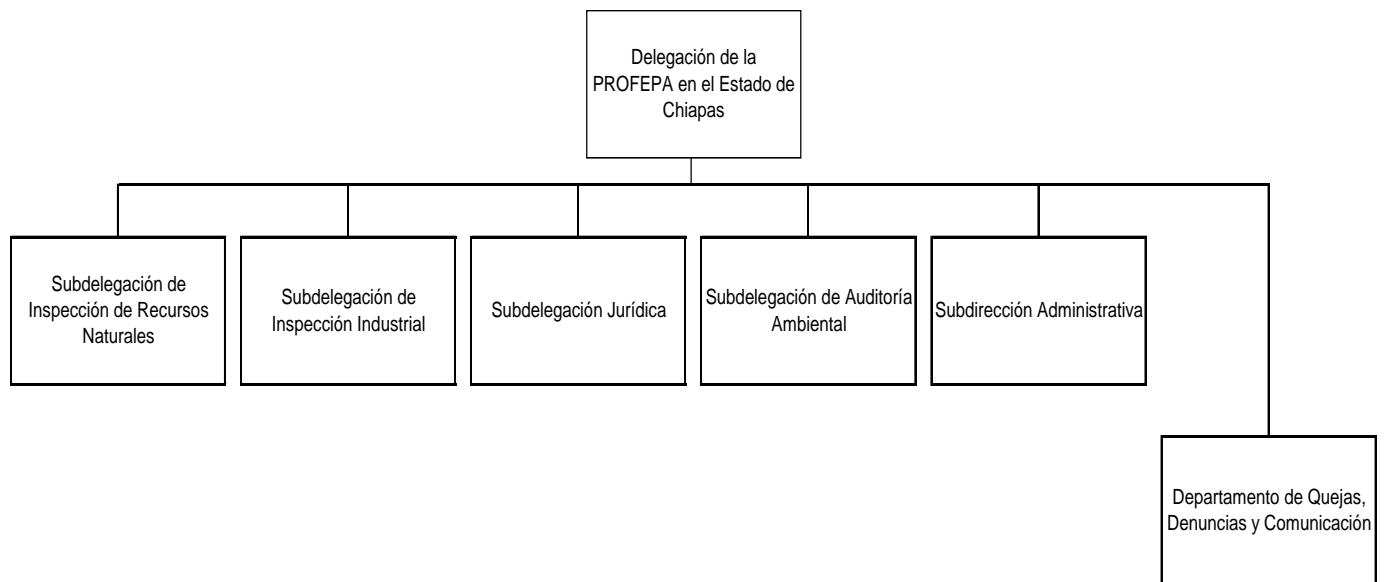 Delegación de la
PROFEPA en el Estado de
Chiapas
Subdelegación de
Inspección de Recursos
Naturales
Subdelegación de
Inspección Industrial
Subdelegación Jurídica
Subdelegación de Auditoría
Ambiental
Subdirección Administrativa
Departamento de Quejas,
Denuncias y Comunicación